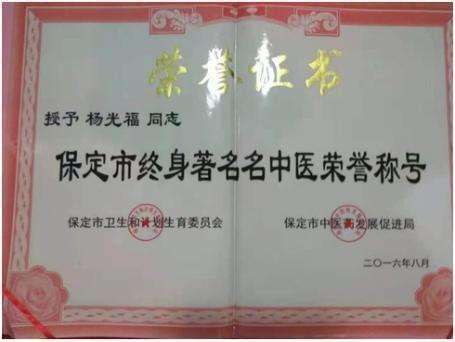 荣誉证书
授予 杨光福 同志
保定市终身著名名中医荣誉称号
保定市卫生和计划生育委员会 保定市中医药发展促进局
二〇一六年八月